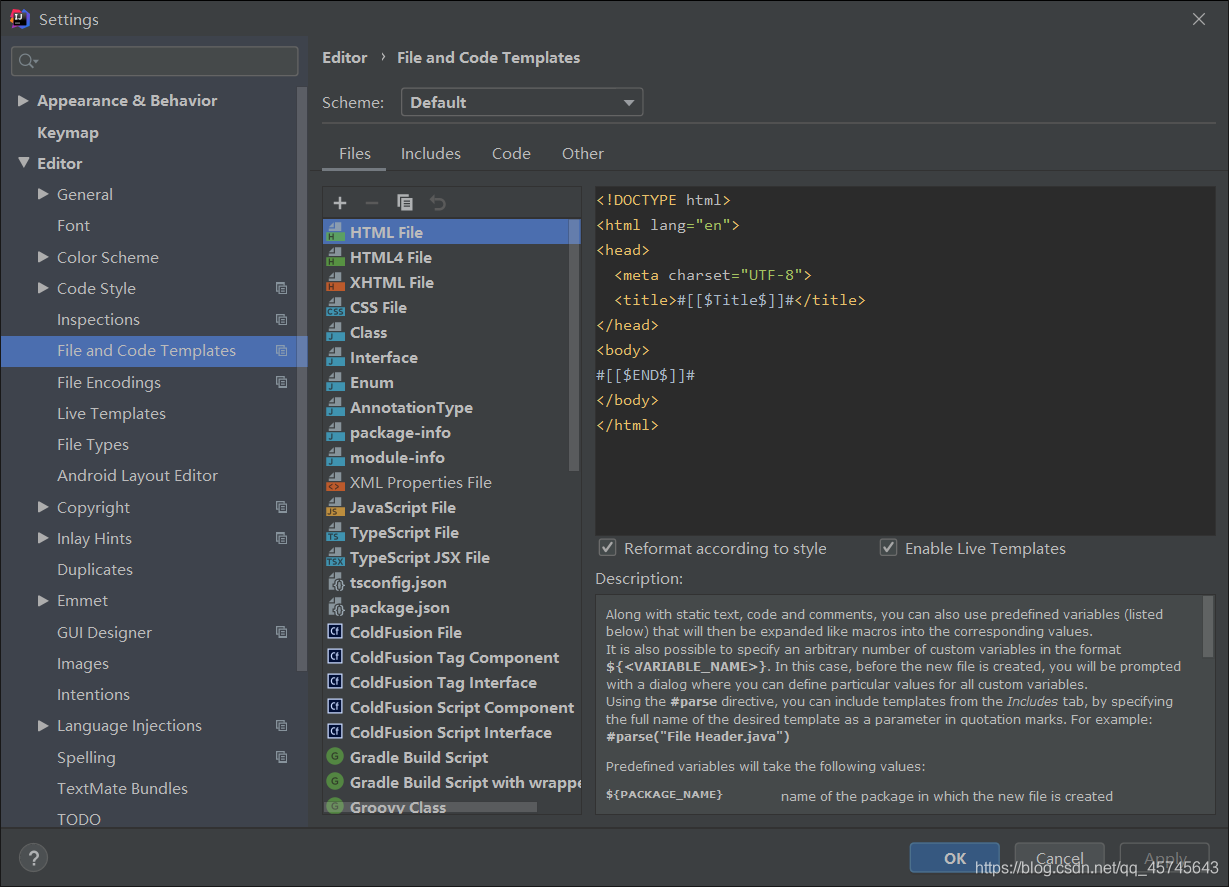 Settings
Editor › File and Code Templates
Scheme: Default
Appearance & Behavior
Keymap
Editor
General
Font
Color Scheme
Code Style
Inspections
File and Code Templates
File Encodings
Live Templates
File Types
Android Layout Editor
Copyright
Inlay Hints
Duplicates
Emmet
GUI Designer
Images
Intentions
Language Injections
Spelling
TextMate Bundles
TODO
Files Includes Code Other
HTML File
HTML4 File
XHTML File
CSS File
Class
Interface
Enum
AnnotationType
package-info
module-info
XML Properties File
JavaScript File
TypeScript File
TypeScript JSX File
tsconfig.json
package.json
ColdFusion File
ColdFusion Tag Component
ColdFusion Tag Interface
ColdFusion Script Component
ColdFusion Script Interface
Gradle Build Script
Gradle Build Script with wrappe
Groovy Class
<!DOCTYPE html>
<html lang="en">
<head>
  <meta charset="UTF-8">
  <title>#[[$Title$]]#</title>
</head>
<body>
#[[$END$]]#
</body>
</html>
Reformat according to style Enable Live Templates
Description:
Along with static text, code and comments, you can also use predefined variables (listed
below) that will then be expanded like macros into the corresponding values.
It is also possible to specify an arbitrary number of custom variables in the format
${<VARIABLE_NAME>}. In this case, before the new file is created, you will be prompted
with a dialog where you can define particular values for all custom variables.
Using the #parse directive, you can include templates from the Includes tab, by specifying
the full name of the desired template as a parameter in quotation marks. For example:
#parse("File Header.java")
Predefined variables will take the following values:
${PACKAGE_NAME} name of the package in which the new file is created
? OK Cancel Apply
https://blog.csdn.net/qq_45745643